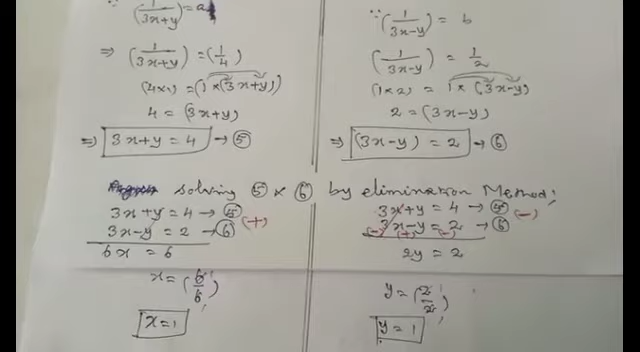 ∵ (1/(3x+y)) = a
⇒ (1/(3x+y)) = (1/4)
(4×1) = (1×(3x+y))
4 = (3x+y)
⇒ 3x+y = 4 → ⑤
∵ (1/(3x-y)) = b
(1/(3x-y)) = 1/2
(1×2) = 1×(3x-y)
2 = (3x-y)
⇒ (3x-y) = 2 → ⑥
solving ⑤ × ⑥ by elimination Method;
3x+y = 4 → ⑤
3x-y = 2 → ⑥ (+)
6x = 6
x = (6/6)
x = 1
3x+y = 4 → ⑤
3x-y = 2 → ⑥ (-)
(-) (+) (-)
2y = 2
y = (2/2)
y = 1